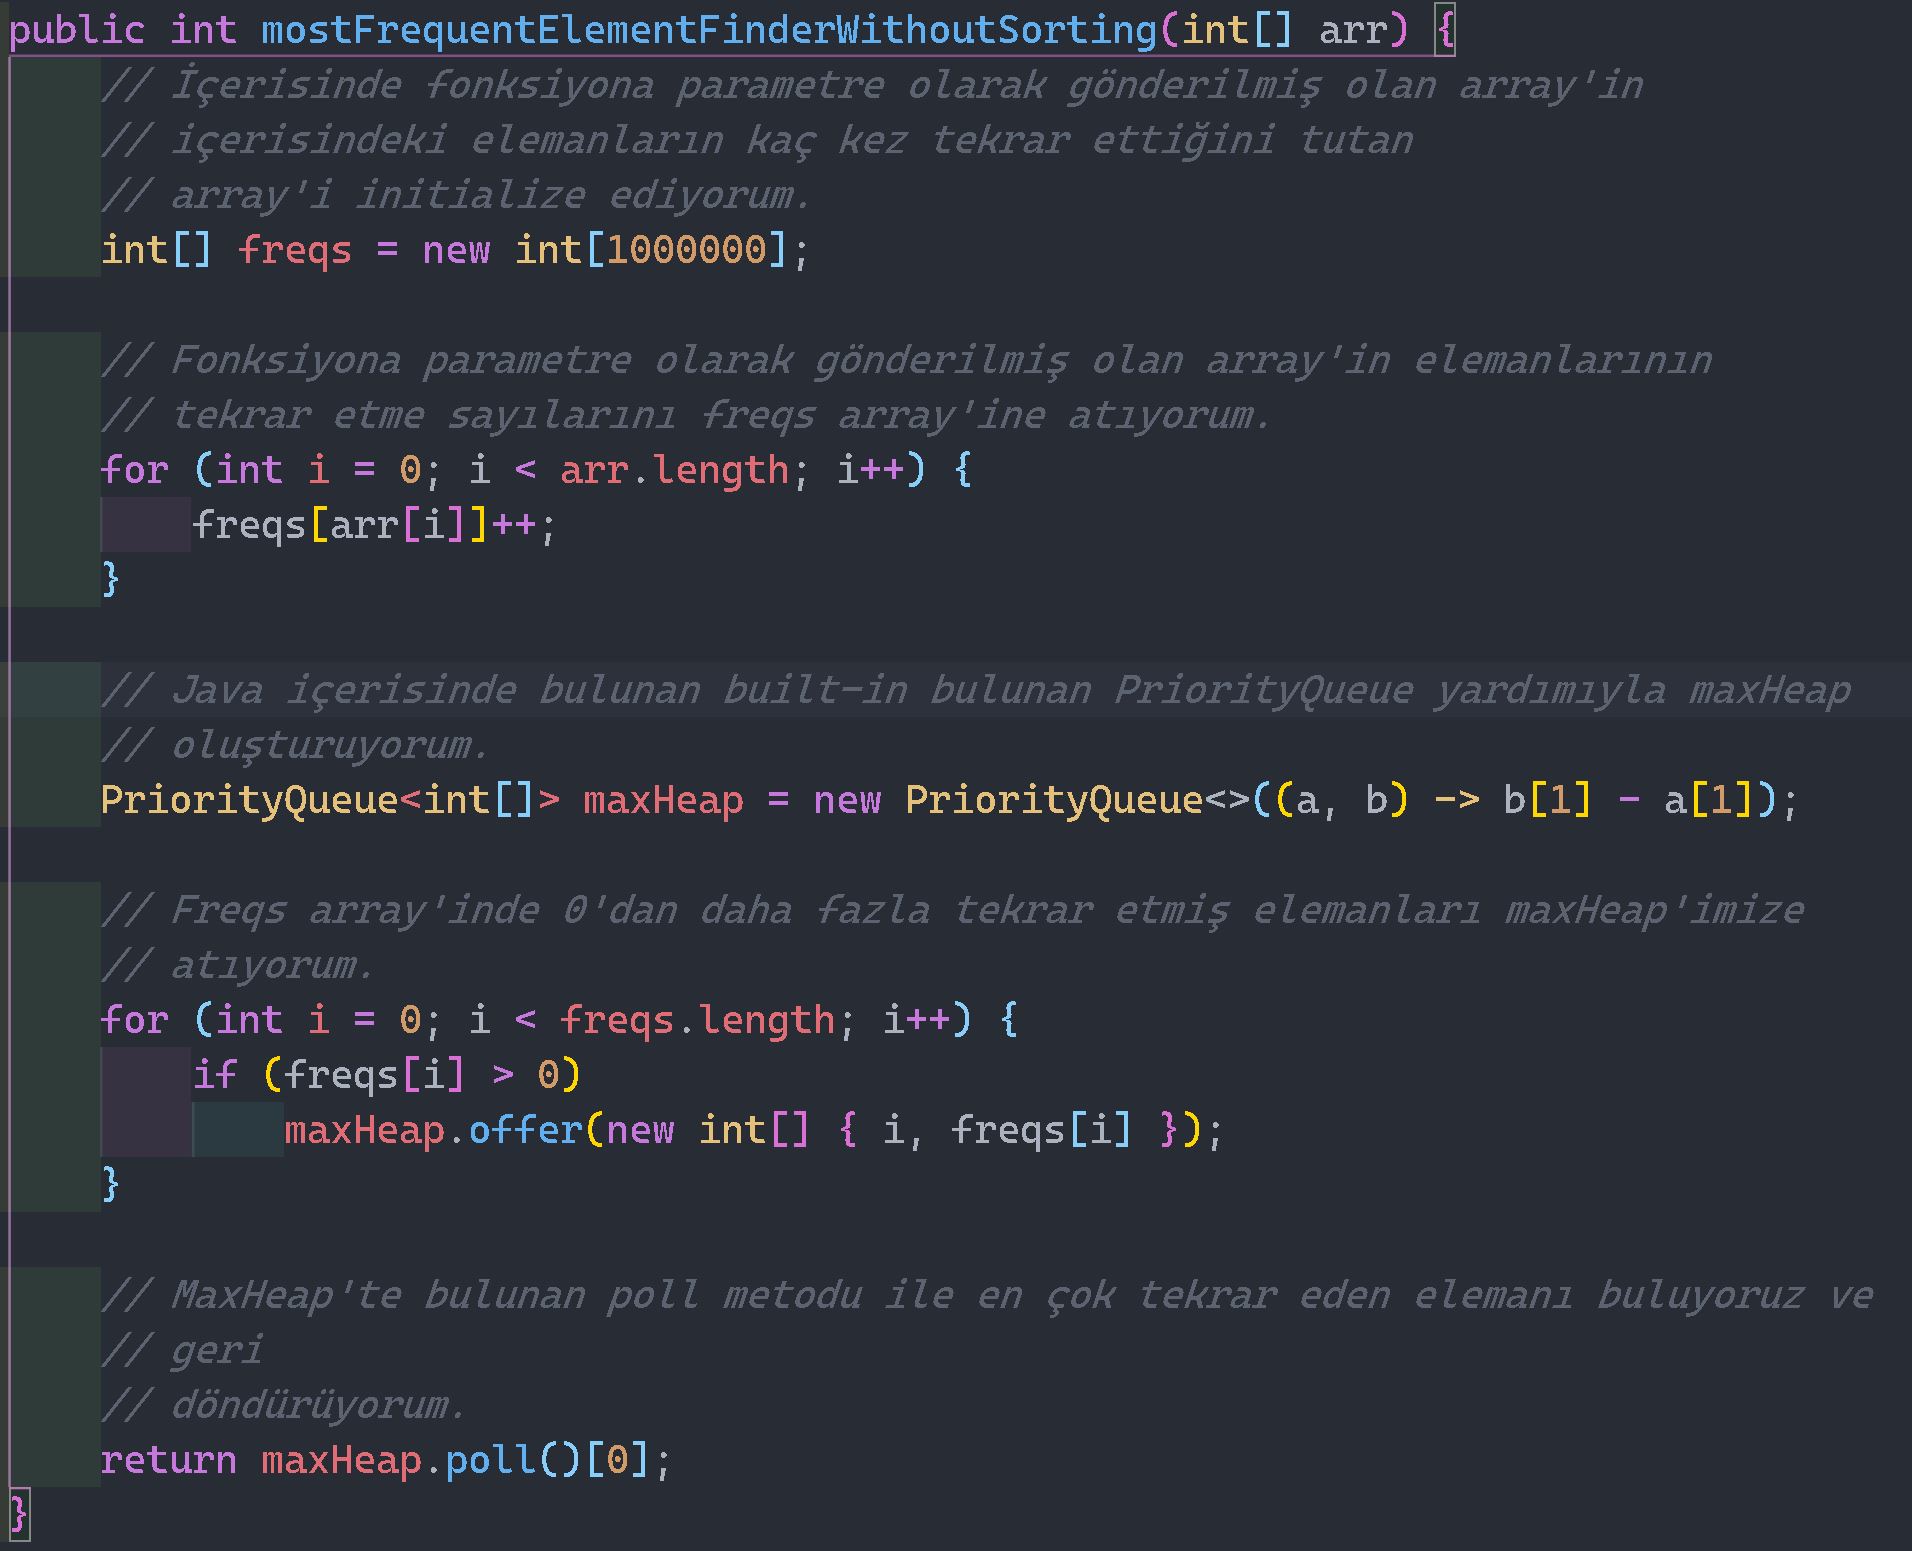 public int mostFrequentElementFinderWithoutSorting(int[] arr) {
// İçerisinde fonksiyona parametre olarak gönderilmiş olan array'in
// içerisindeki elemanların kaç kez tekrar ettiğini tutan
// array'i initialize ediyorum.
int[] freqs = new int[1000000];
// Fonksiyona parametre olarak gönderilmiş olan array'in elemanlarının
// tekrar etme sayılarını freqs array'ine atıyorum.
for (int i = 0; i < arr.length; i++) {
freqs[arr[i]]++;
}
// Java içerisinde bulunan built-in bulunan PriorityQueue yardımıyla maxHeap
// oluşturuyorum.
PriorityQueue<int[]> maxHeap = new PriorityQueue<>((a, b) -> b[1] - a[1]);
// Freqs array'inde 0'dan daha fazla tekrar etmiş elemanları maxHeap'imize
// atıyorum.
for (int i = 0; i < freqs.length; i++) {
if (freqs[i] > 0)
maxHeap.offer(new int[] { i, freqs[i] });
}
// MaxHeap'te bulunan poll metodu ile en çok tekrar eden elemanı buluyoruz ve
// geri
// döndürüyorum.
return maxHeap.poll()[0];
}